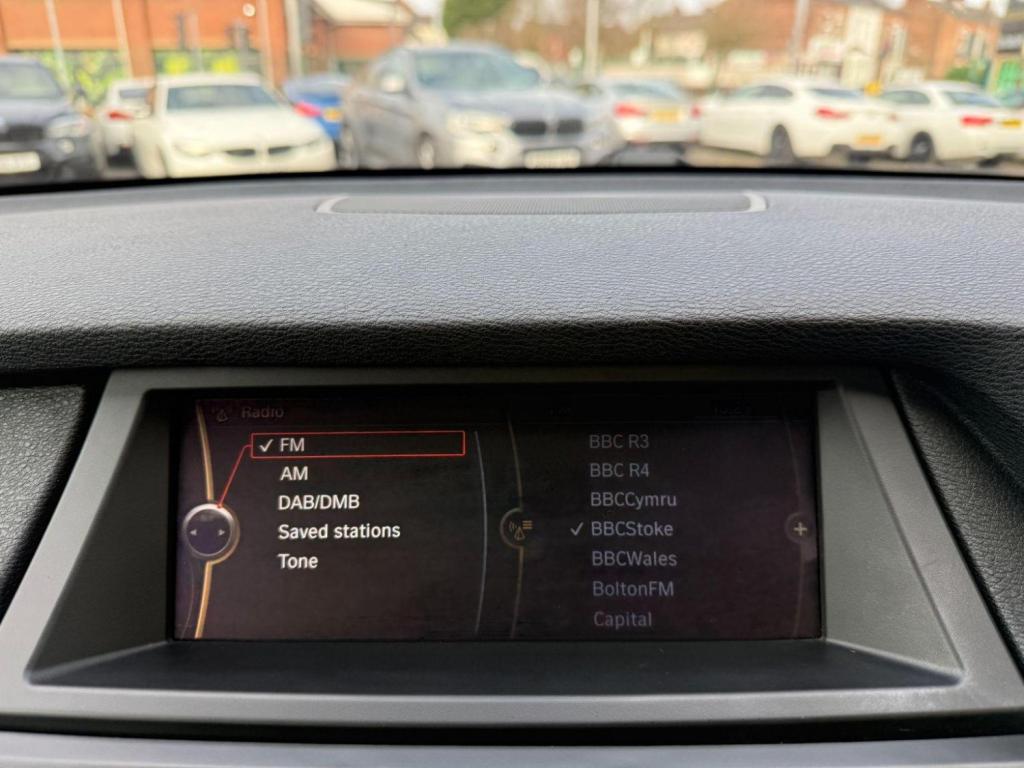 Radio
FM
AM
DAB/DMB
Saved stations
Tone
BBC R3
BBC R4
BBCCymru
BBCStoke
BBCWales
BoltonFM
Capital